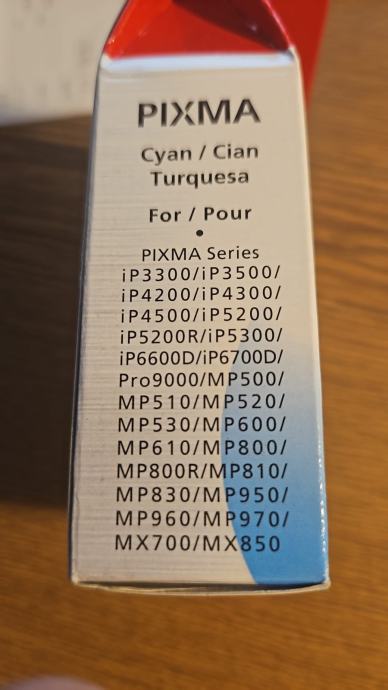 PIXMA
Cyan / Cian
Turquesa
For / Pour
•
PIXMA Series
iP3300/iP3500/
iP4200/iP4300/
iP4500/iP5200/
iP5200R/iP5300/
iP6600D/iP6700D/
Pro9000/MP500/
MP510/MP520/
MP530/MP600/
MP610/MP800/
MP800R/MP810/
MP830/MP950/
MP960/MP970/
MX700/MX850